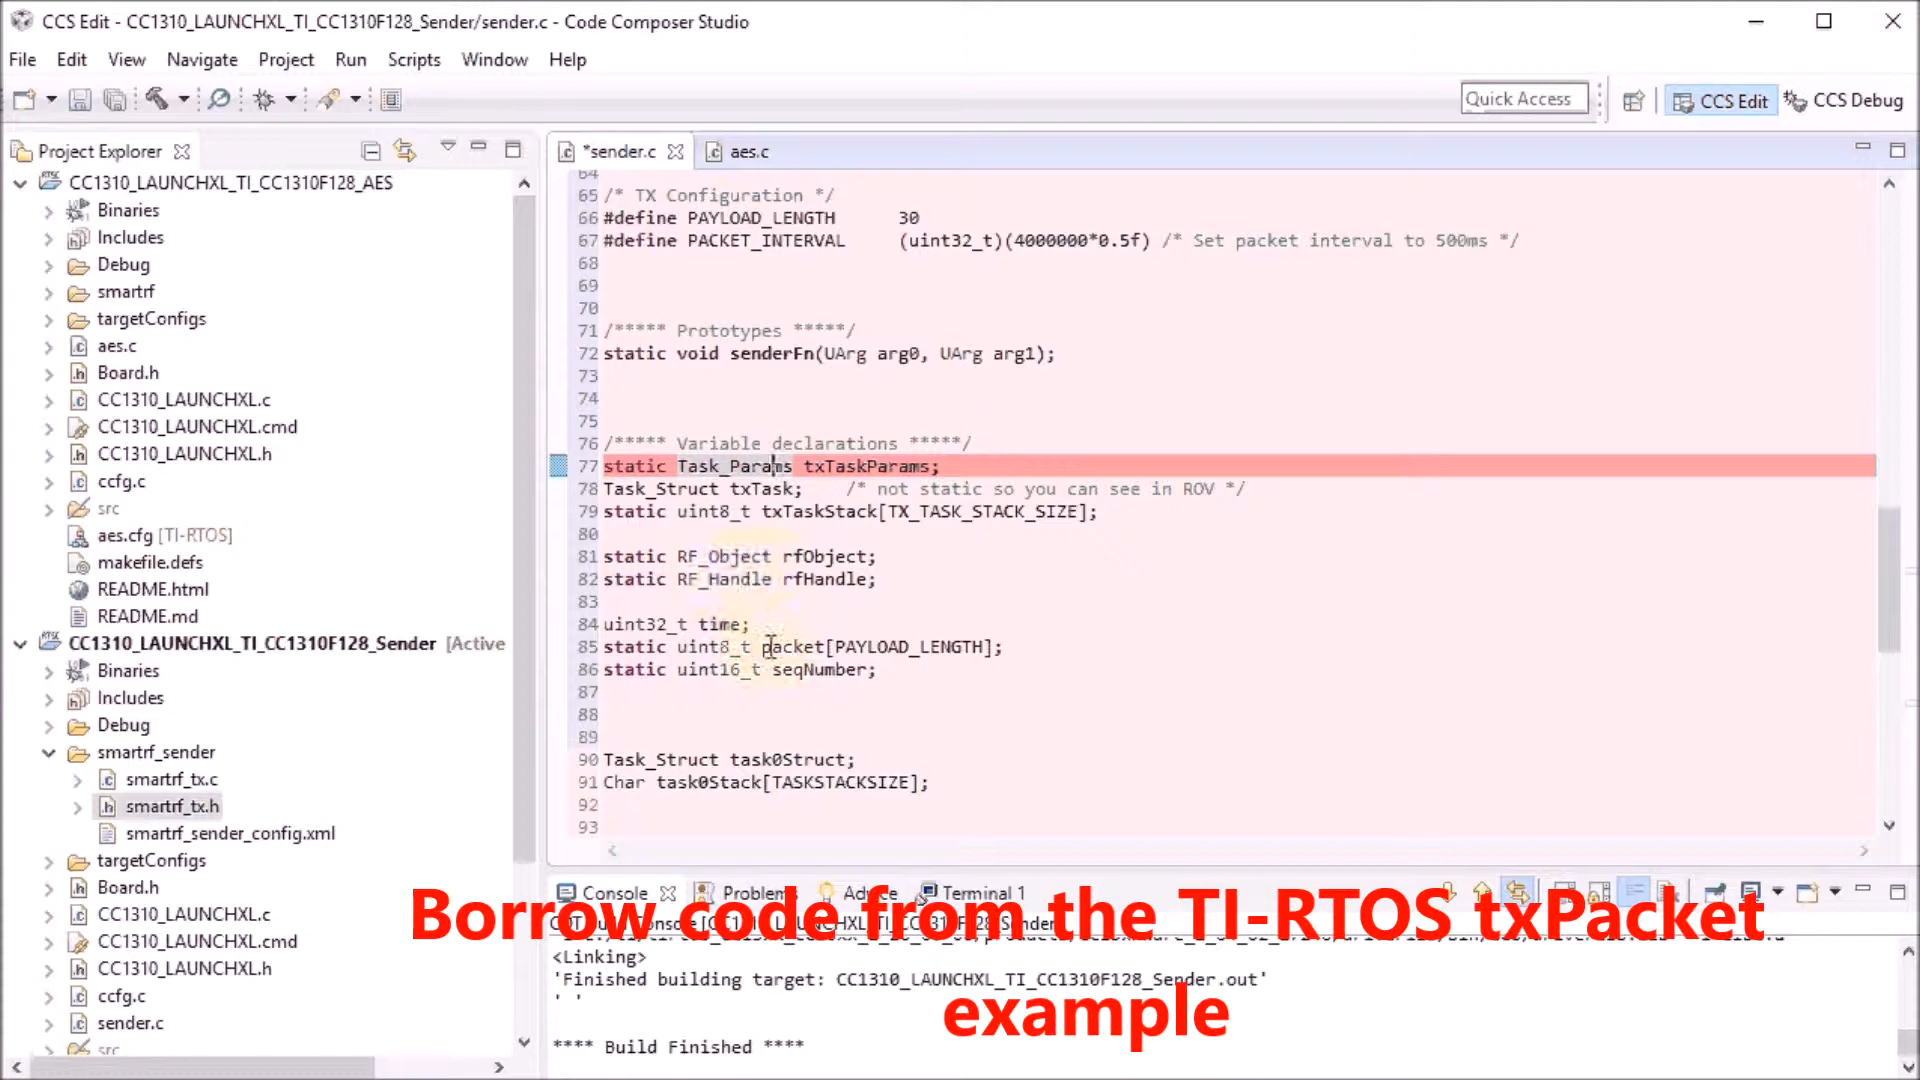 CCS Edit - CC1310_LAUNCHXL_TI_CC1310F128_Sender/sender.c - Code Composer Studio
File Edit View Navigate Project Run Scripts Window Help
Quick Access CCS Edit CCS Debug
Project Explorer
CC1310_LAUNCHXL_TI_CC1310F128_AES
Binaries
Includes
Debug
smartrf
targetConfigs
aes.c
Board.h
CC1310_LAUNCHXL.c
CC1310_LAUNCHXL.cmd
CC1310_LAUNCHXL.h
ccfg.c
src
aes.cfg [TI-RTOS]
makefile.defs
README.html
README.md
CC1310_LAUNCHXL_TI_CC1310F128_Sender [Active
Binaries
Includes
Debug
smartrf_sender
smartrf_tx.c
smartrf_tx.h
smartrf_sender_config.xml
targetConfigs
Board.h
CC1310_LAUNCHXL.c
CC1310_LAUNCHXL.cmd
CC1310_LAUNCHXL.h
ccfg.c
sender.c
src
*sender.c aes.c
64
65 /* TX Configuration */
66 #define PAYLOAD_LENGTH 30
67 #define PACKET_INTERVAL (uint32_t)(4000000*0.5f) /* Set packet interval to 500ms */
68
69
70
71 /***** Prototypes *****/
72 static void senderFn(UArg arg0, UArg arg1);
73
74
75
76 /***** Variable declarations *****/
77 static Task_Params txTaskParams;
78 Task_Struct txTask; /* not static so you can see in ROV */
79 static uint8_t txTaskStack[TX_TASK_STACK_SIZE];
80
81 static RF_Object rfObject;
82 static RF_Handle rfHandle;
83
84 uint32_t time;
85 static uint8_t packet[PAYLOAD_LENGTH];
86 static uint16_t seqNumber;
87
88
89
90 Task_Struct task0Struct;
91 Char task0Stack[TASKSTACKSIZE];
92
93
Console Problems Advice Terminal 1
Borrow code from the TI-RTOS txPacket
example
<Linking>
'Finished building target: CC1310_LAUNCHXL_TI_CC1310F128_Sender.out'
' '
**** Build Finished ****